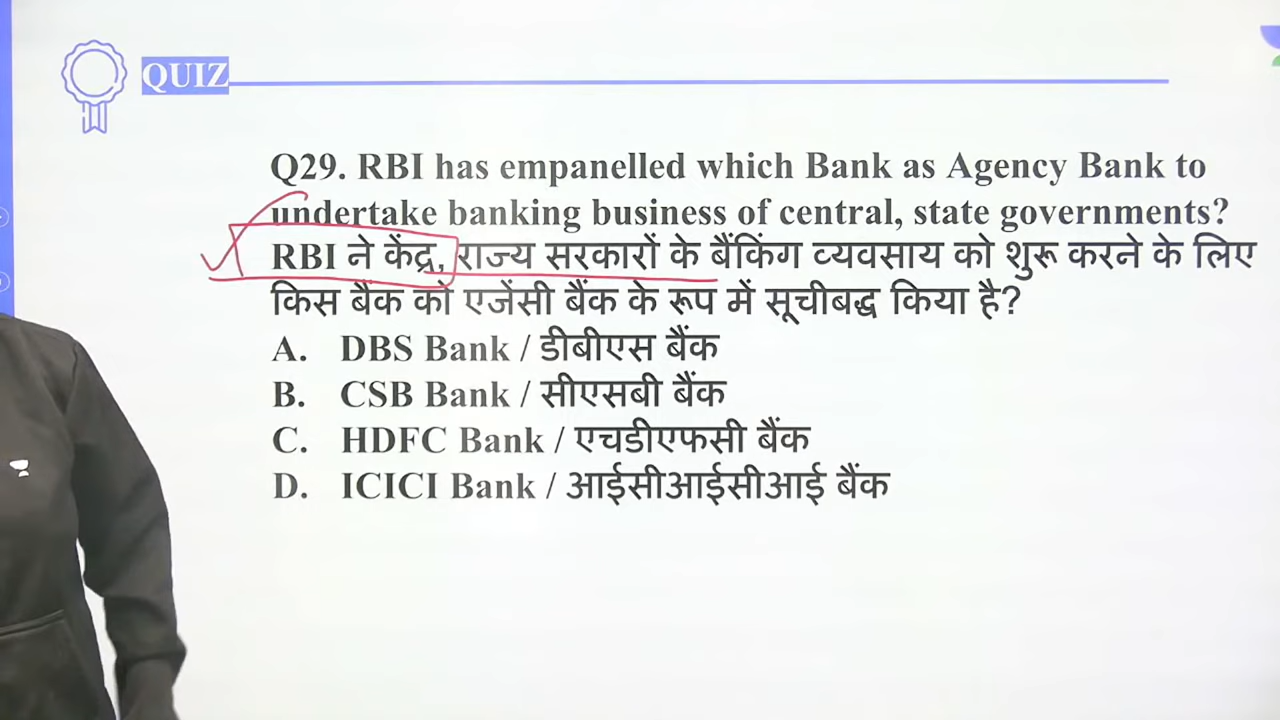 QUIZ
Q29. RBI has empanelled which Bank as Agency Bank to
undertake banking business of central, state governments?
RBI ने केंद्र, राज्य सरकारों के बैंकिंग व्यवसाय को शुरू करने के लिए
किस बैंक को एजेंसी बैंक के रूप में सूचीबद्ध किया है?
A. DBS Bank / डीबीएस बैंक
B. CSB Bank / सीएसबी बैंक
C. HDFC Bank / एचडीएफसी बैंक
D. ICICI Bank / आईसीआईसीआई बैंक